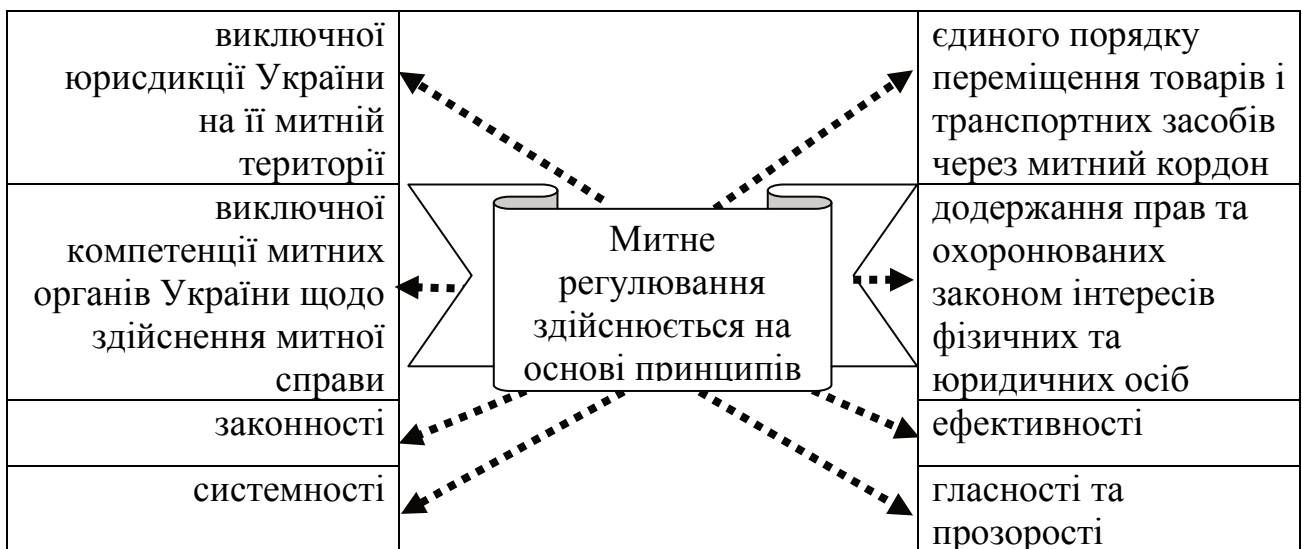 виключної
юрисдикції України
на її митній
території
виключної
компетенції митних
органів України щодо
здійснення митної
справи
законності
системності
Митне
регулювання
здійснюється на
основі принципів
єдиного порядку
переміщення товарів і
транспортних засобів
через митний кордон
додержання прав та
охоронюваних
законом інтересів
фізичних та
юридичних осіб
ефективності
гласності та
прозорості